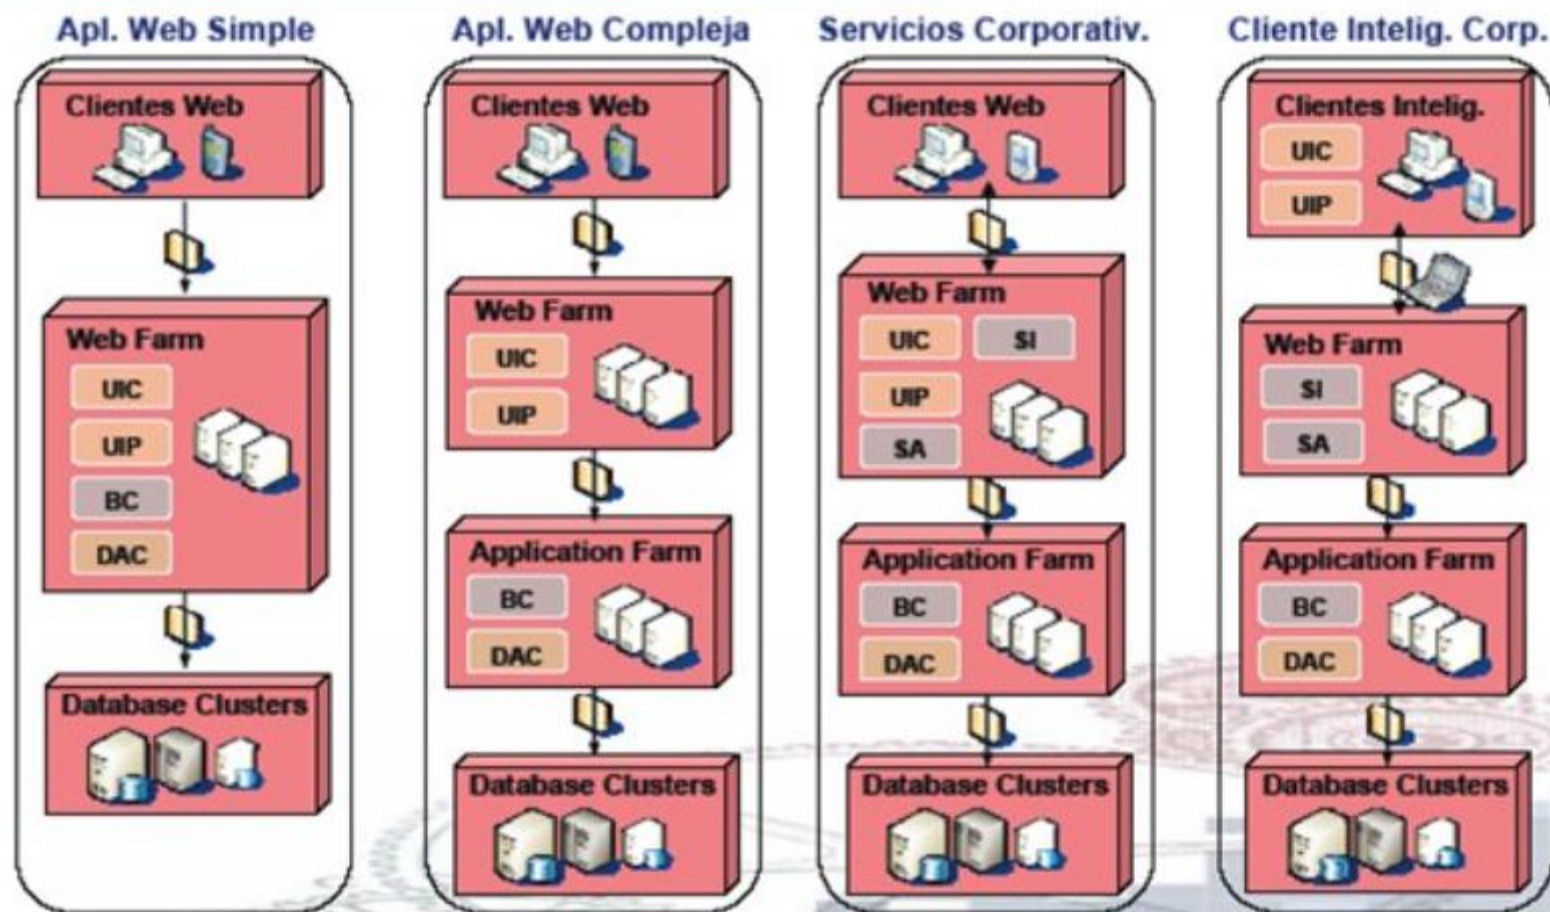 Apl. Web Simple
Clientes Web
Web Farm
UIC
UIP
BC
DAC
Database Clusters
Apl. Web Compleja
Clientes Web
Web Farm
UIC
UIP
Application Farm
BC
DAC
Database Clusters
Servicios Corporativ.
Clientes Web
Web Farm
UIC SI
UIP
SA
Application Farm
BC
DAC
Database Clusters
Cliente Intelig. Corp.
Clientes Intelig.
UIC
UIP
Web Farm
SI
SA
Application Farm
BC
DAC
Database Clusters